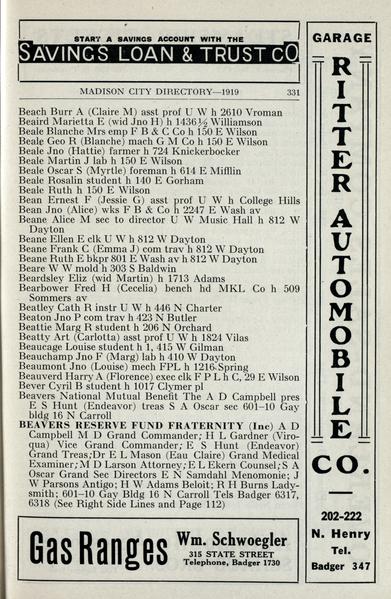 START A SAVINGS ACCOUNT WITH THE
SAVINGS LOAN & TRUST CO
MADISON CITY DIRECTORY—1919 331
Beach Burr A (Claire M) asst prof U W h 2610 Vroman
Beaird Marietta E (wid Jno H) h 1436½ Williamson
Beale Blanche Mrs emp F B & C Co h 150 E Wilson
Beale Geo R (Blanche) mach G M Co h 150 E Wilson
Beale Jno (Hattie) farmer h 724 Knickerbocker
Beale Martin J lab h 150 E Wilson
Beale Oscar S (Myrtle) foreman h 614 E Mifflin
Beale Rosalin student h 140 E Gorham
Beale Ruth h 150 E Wilson
Bean Ernest F (Jessie G) asst prof U W h College Hills
Bean Jno (Alice) wks F B & Co h 2247 E Wash av
Beane Alice M sec to director U W Music Hall h 812 W
Dayton
Beane Ellen E clk U W h 812 W Dayton
Beane Frank C (Emma J) com trav h 812 W Dayton
Beane Ruth E bkpr 801 E Wash av h 812 W Dayton
Beare W W mold h 303 S Baldwin
Beardsley Eliz (wid Martin) h 1713 Adams
Bearbower Fred H (Cecelia) bench hd MKL Co h 509
Sommers av
Beatley Cath R instr U W h 446 N Charter
Beaton Jno P com trav h 423 N Butler
Beattie Marg R student h 206 N Orchard
Beatty Art (Carlotta) asst prof U W h 1824 Vilas
Beaucage Louise student h 1, 415 W Gilman
Beauchamp Jno F (Marg) lab h 410 W Dayton
Beaumont Jno (Louise) mech FPL h 1216 Spring
Beauverd Harry A (Florence) exec clk F P L h C, 29 E Wilson
Bever Cyril B student h 1017 Clymer pl
Beavers National Mutual Benefit The A D Campbell pres
E S Hunt (Endeavor) treas S A Oscar sec 601-10 Gay
bldg 16 N Carroll
BEAVERS RESERVE FUND FRATERNITY (Inc) A D
Campbell M D Grand Commander; H L Gardner (Viro-
qua) Vice Grand Commander; E S Hunt (Endeavor)
Grand Treas; Dr E L Mason (Eau Claire) Grand Medical
Examiner; M D Larson Attorney; E L Ekern Counsel; S A
Oscar Grand Sec Directors E N Samdahl Menomonie; J
W Parsons Antigo; H W Adams Beloit; R H Burns Lady-
smith; 601-10 Gay Bldg 16 N Carroll Tels Badger 6317,
6318 (See Right Side Lines and Page 112)
Gas Ranges
Wm. Schwoegler
315 STATE STREET
Telephone, Badger 1730
GARAGE
RITTER AUTOMOBILE
CO.
202-222
N. Henry
Tel.
Badger 347